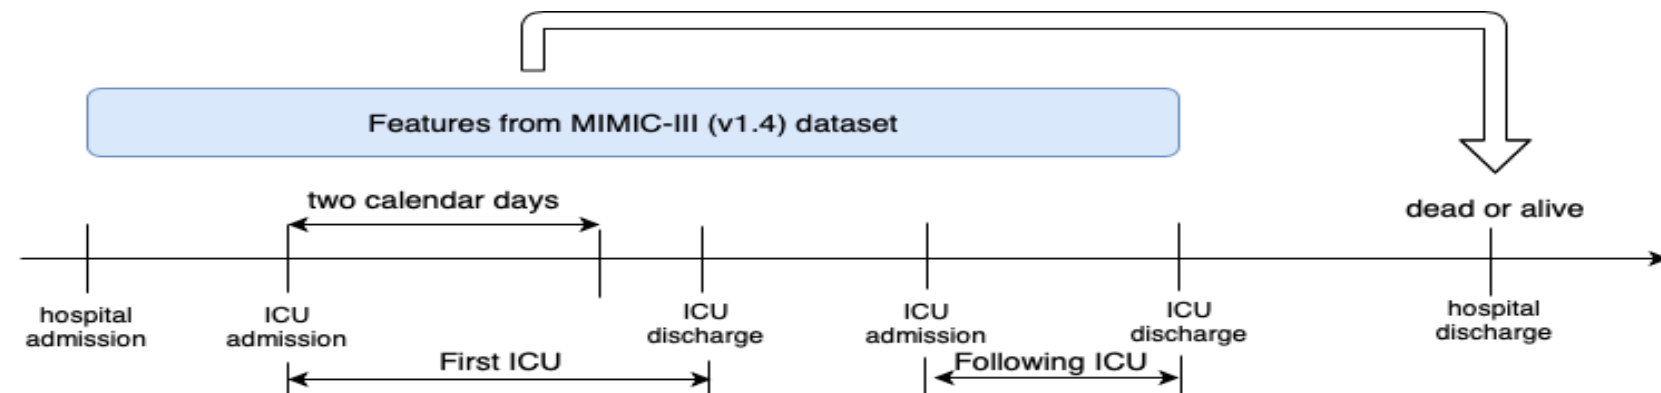 Features from MIMIC-III (v1.4) dataset
two calendar days
dead or alive
hospital
admission
ICU
admission
ICU
discharge
ICU
admission
ICU
discharge
hospital
discharge
First ICU
Following ICU